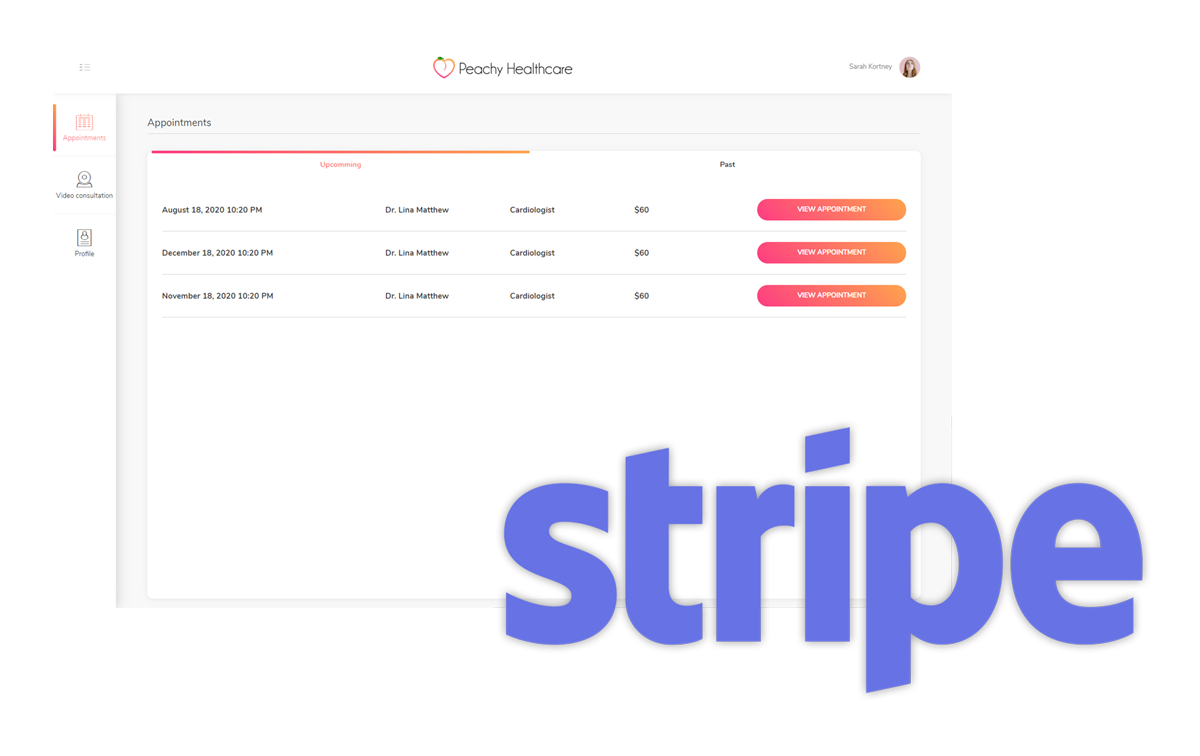 Peachy Healthcare
Sarah Kortney
Appointments
Video consultation
Profile
Appointments
Upcomming Past
August 18, 2020 10:20 PM Dr. Lina Matthew Cardiologist $60 VIEW APPOINTMENT
December 18, 2020 10:20 PM Dr. Lina Matthew Cardiologist $60 VIEW APPOINTMENT
November 18, 2020 10:20 PM Dr. Lina Matthew Cardiologist $60 VIEW APPOINTMENT
stripe